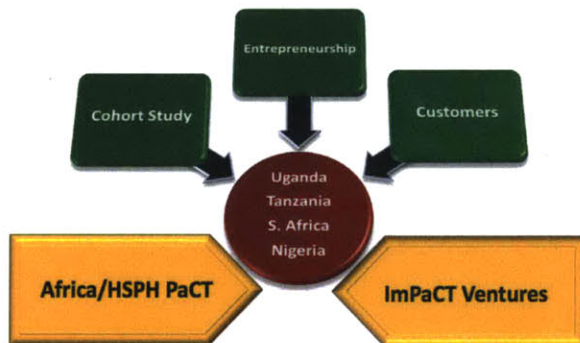 Entrepreneurship
Cohort Study
Customers
Uganda
Tanzania
S. Africa
Nigeria
Africa/HSPH PaCT
ImPaCT Ventures